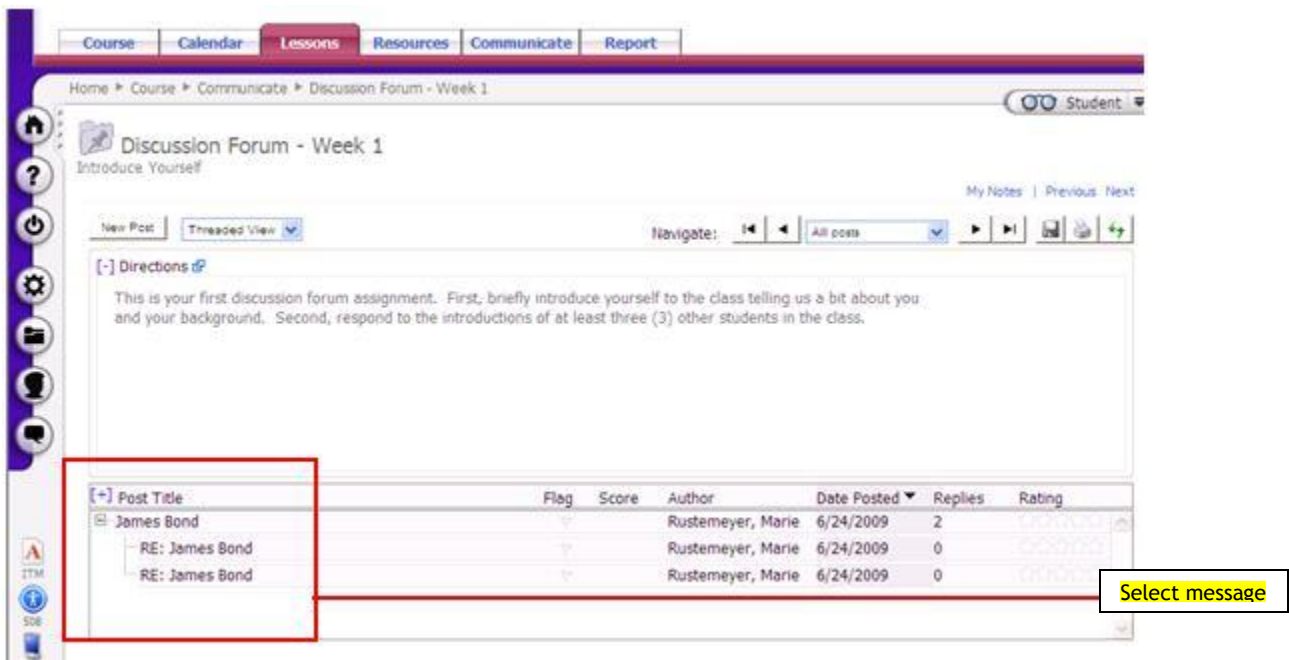 Course Calendar Lessons Resources Communicate Report
Home ▶ Course ▶ Communicate ▶ Discussion Forum - Week 1
Student
Discussion Forum - Week 1
Introduce Yourself
My Notes | Previous Next
New Post Threaded View Navigate: All posts
[-] Directions
This is your first discussion forum assignment. First, briefly introduce yourself to the class telling us a bit about you
and your background. Second, respond to the introductions of at least three (3) other students in the class.
[+] Post Title Flag Score Author Date Posted ▼ Replies Rating
James Bond Rustemeyer, Marie 6/24/2009 2
RE: James Bond Rustemeyer, Marie 6/24/2009 0
RE: James Bond Rustemeyer, Marie 6/24/2009 0
Select message
ITM